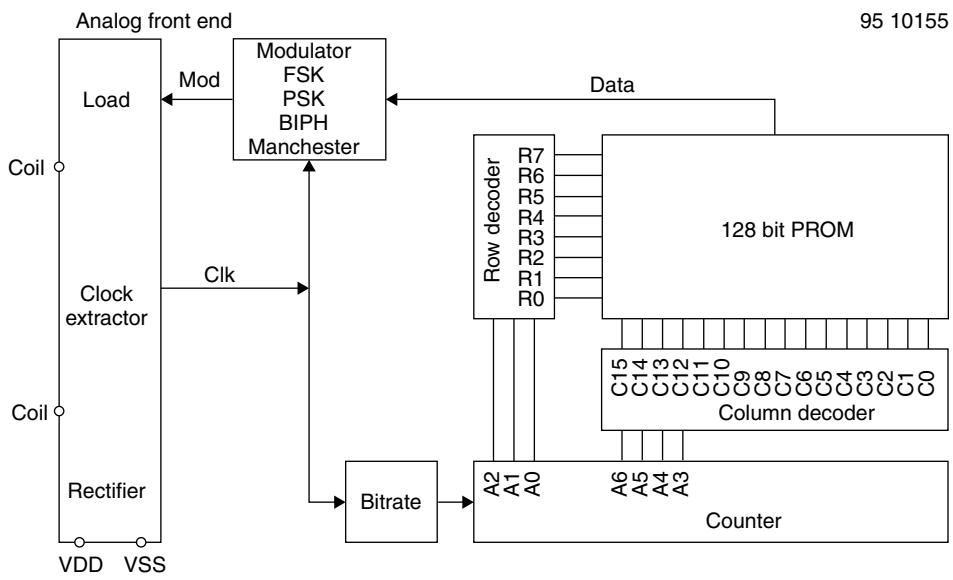 Analog front end
95 10155
Load
Mod
Modulator
FSK
PSK
BIPH
Manchester
Data
Coil
Row decoder
R7
R6
R5
R4
R3
R2
R1
R0
128 bit PROM
Clk
Clock
extractor
C15
C14
C13
C12
C11
C10
C9
C8
C7
C6
C5
C4
C3
C2
C1
C0
Column decoder
Coil
Rectifier
Bitrate
A2
A1
A0
A6
A5
A4
A3
Counter
VDD
VSS